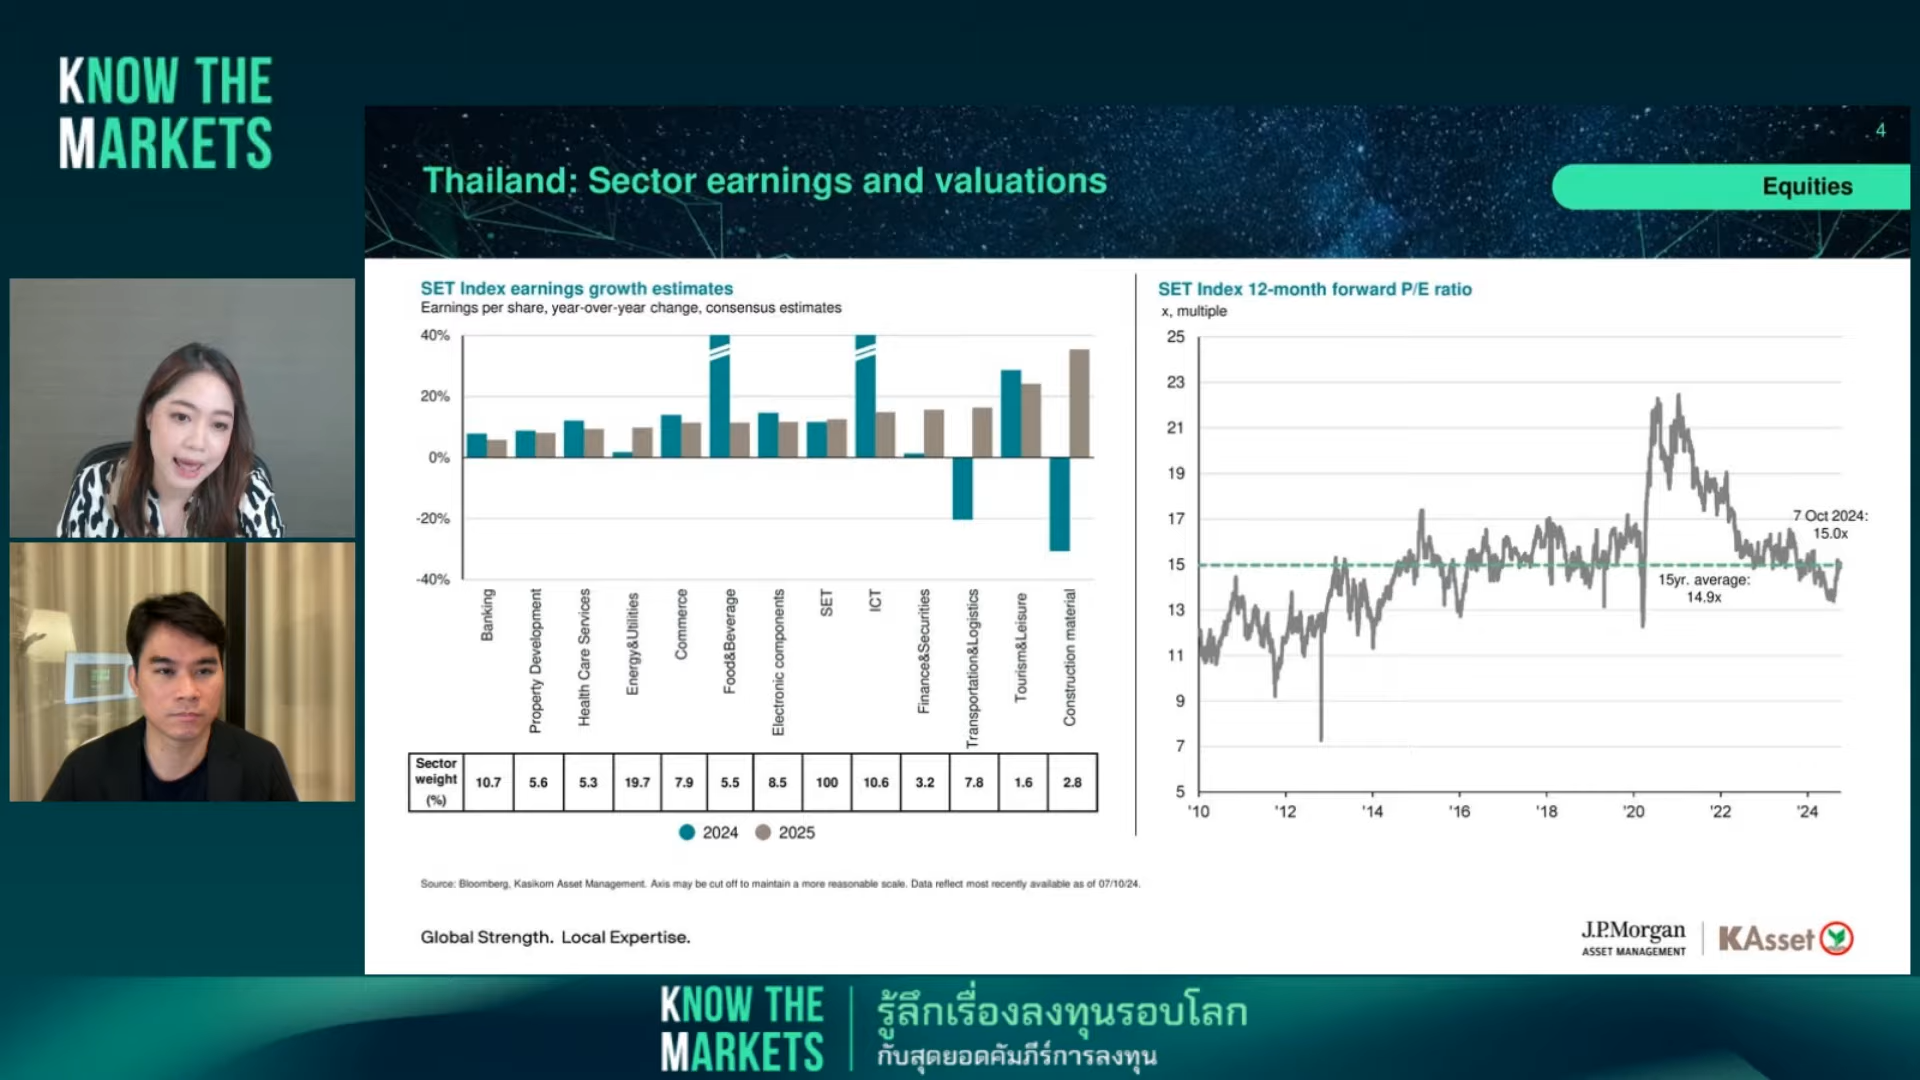 KNOW THE
MARKETS
4
Thailand: Sector earnings and valuations
Equities
SET Index earnings growth estimates
Earnings per share, year-over-year change, consensus estimates
40%
20%
0%
-20%
-40%
Banking
Property Development
Health Care Services
Energy&Utilities
Commerce
Food&Beverage
Electronic components
SET
ICT
Finance&Securities
Transportation&Logistics
Tourism&Leisure
Construction material
Sector weight (%) 10.7 5.6 5.3 19.7 7.9 5.5 8.5 100 10.6 3.2 7.8 1.6 2.8
2024 2025
SET Index 12-month forward P/E ratio
x, multiple
25
23
21
19
17
15
13
11
9
7
5
'10 '12 '14 '16 '18 '20 '22 '24
7 Oct 2024:
15.0x
15yr. average:
14.9x
Source: Bloomberg, Kasikorn Asset Management. Axis may be cut off to maintain a more reasonable scale. Data reflect most recently available as of 07/10/24.
Global Strength. Local Expertise.
J.P.Morgan
ASSET MANAGEMENT
KAsset
KNOW THE
MARKETS
รู้ลึกเรื่องลงทุนรอบโลก
กับสุดยอดคัมภีร์การลงทุน